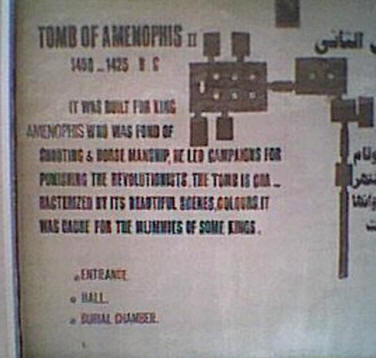 TOMB OF AMENOPHIS II
1450 _ 1425 B C
IT WAS BUILT FOR KING
AMENOPHIS WHO WAS FOND OF
SHOOTING & HORSE MANSHIP, HE LED CAMPAIGNS FOR
PUNISHING THE REVOLUTIONISTS, THE TOMB IS CHA _
RACTERIZED BY ITS BEAUTIFUL SCENES, COLOURS, IT
WAS CACHE FOR THE MUMMIES OF SOME KINGS.
ENTRANCE.
HALL.
BURIAL CHAMBER.
الثاني